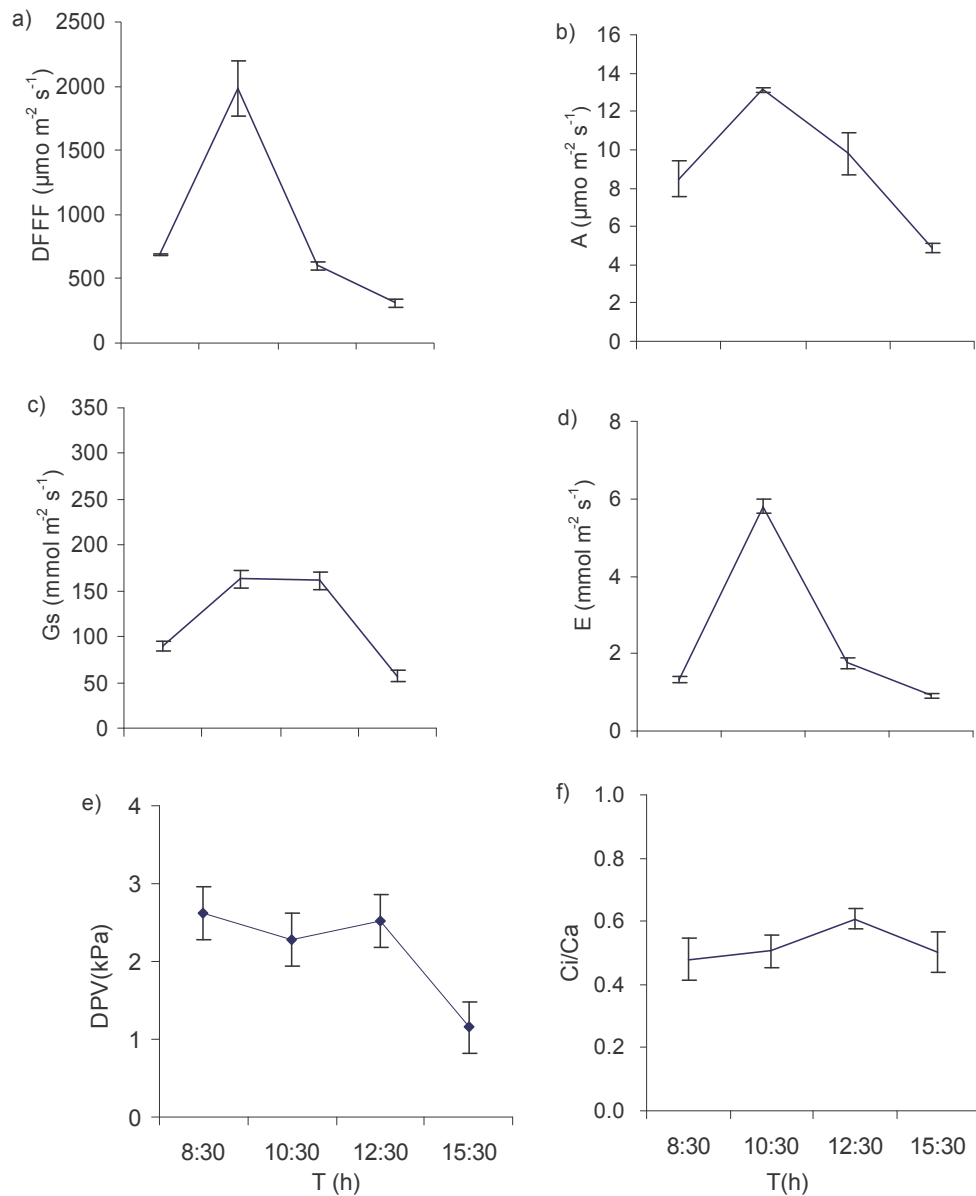 a)
2500
2000
1500
1000
500
0
DFFF (µmo m-2 s-1)
b)
16
14
12
10
8
6
4
2
0
A (µmo m-2 s-1)
c)
350
300
250
200
150
100
50
0
Gs (mmol m-2 s-1)
d)
8
6
4
2
0
E (mmol m-2 s-1)
e)
4
3
2
1
0
DPV(kPa)
8:30 10:30 12:30 15:30
T (h)
f)
1.0
0.8
0.6
0.4
0.2
0.0
Ci/Ca
8:30 10:30 12:30 15:30
T(h)